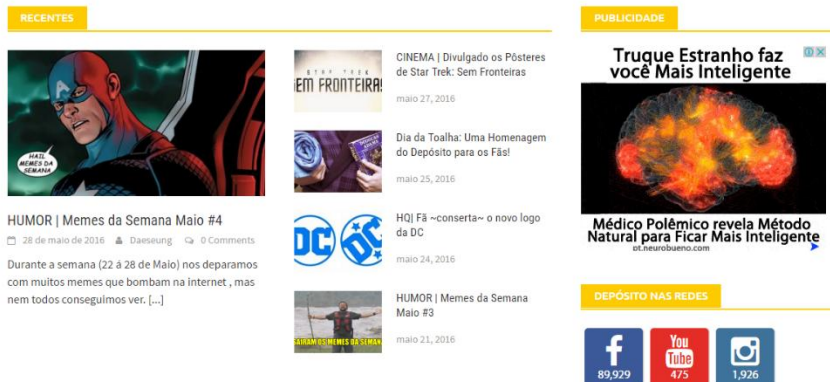 RECENTES
HAIL
MEMES DA
SEMANA
HUMOR | Memes da Semana Maio #4
28 de maio de 2016 Daeseung 0 Comments
Durante a semana (22 á 28 de Maio) nos deparamos
com muitos memes que bombam na internet , mas
nem todos conseguimos ver. [...]
STAR TREK
SEM FRONTEIRAS
CINEMA | Divulgado os Pôsteres
de Star Trek: Sem Fronteiras
maio 27, 2016
Dia da Toalha: Uma Homenagem
do Depósito para os Fãs!
maio 25, 2016
DC
DC
HQ| Fã ~conserta~ o novo logo
da DC
maio 24, 2016
SAIRAM OS MEMES DA SEMANA
HUMOR | Memes da Semana
Maio #3
maio 21, 2016
PUBLICIDADE
Truque Estranho faz
você Mais Inteligente
Médico Polêmico revela Método
Natural para Ficar Mais Inteligente
pt.neurobueno.com
DEPÓSITO NAS REDES
f
89,929
You
Tube
475
1,926